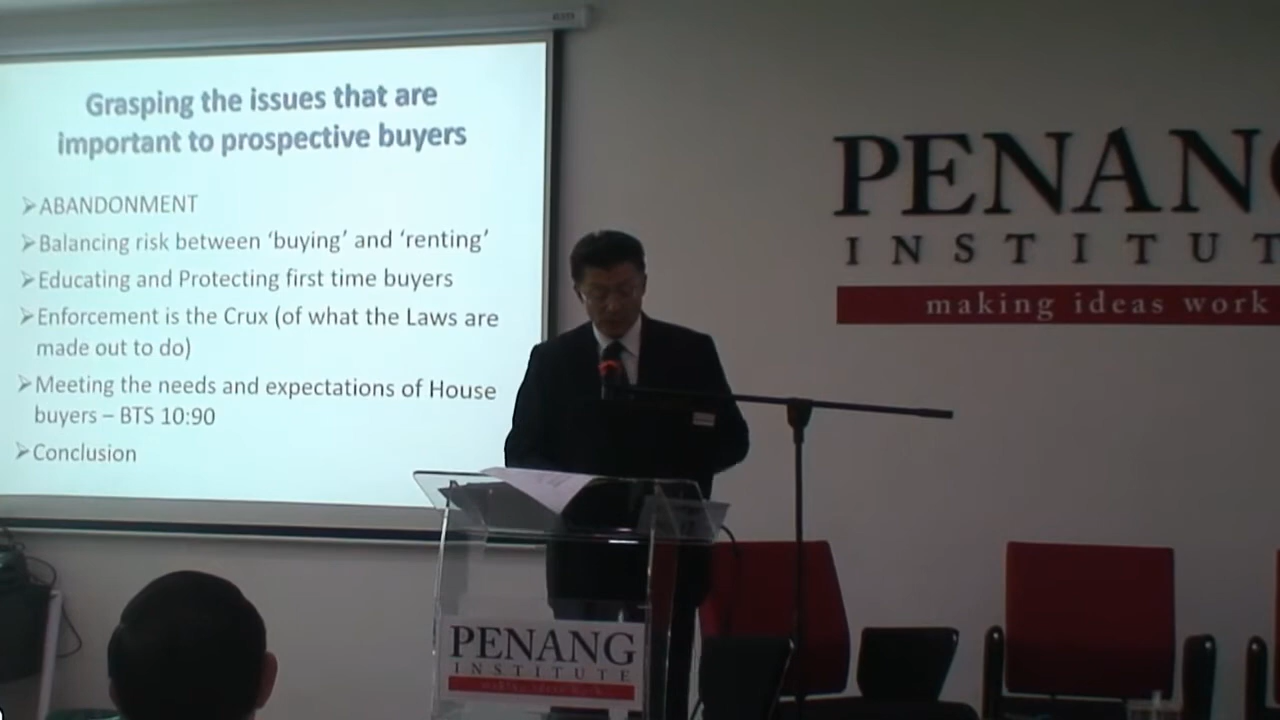 Grasping the issues that are
important to prospective buyers
➢ABANDONMENT
➢Balancing risk between ‘buying’ and ‘renting’
➢Educating and Protecting first time buyers
➢Enforcement is the Crux (of what the Laws are
made out to do)
➢Meeting the needs and expectations of House
buyers – BTS 10:90
➢Conclusion
PENAN
INSTITUT
making ideas work
PENANG
INSTITUTE